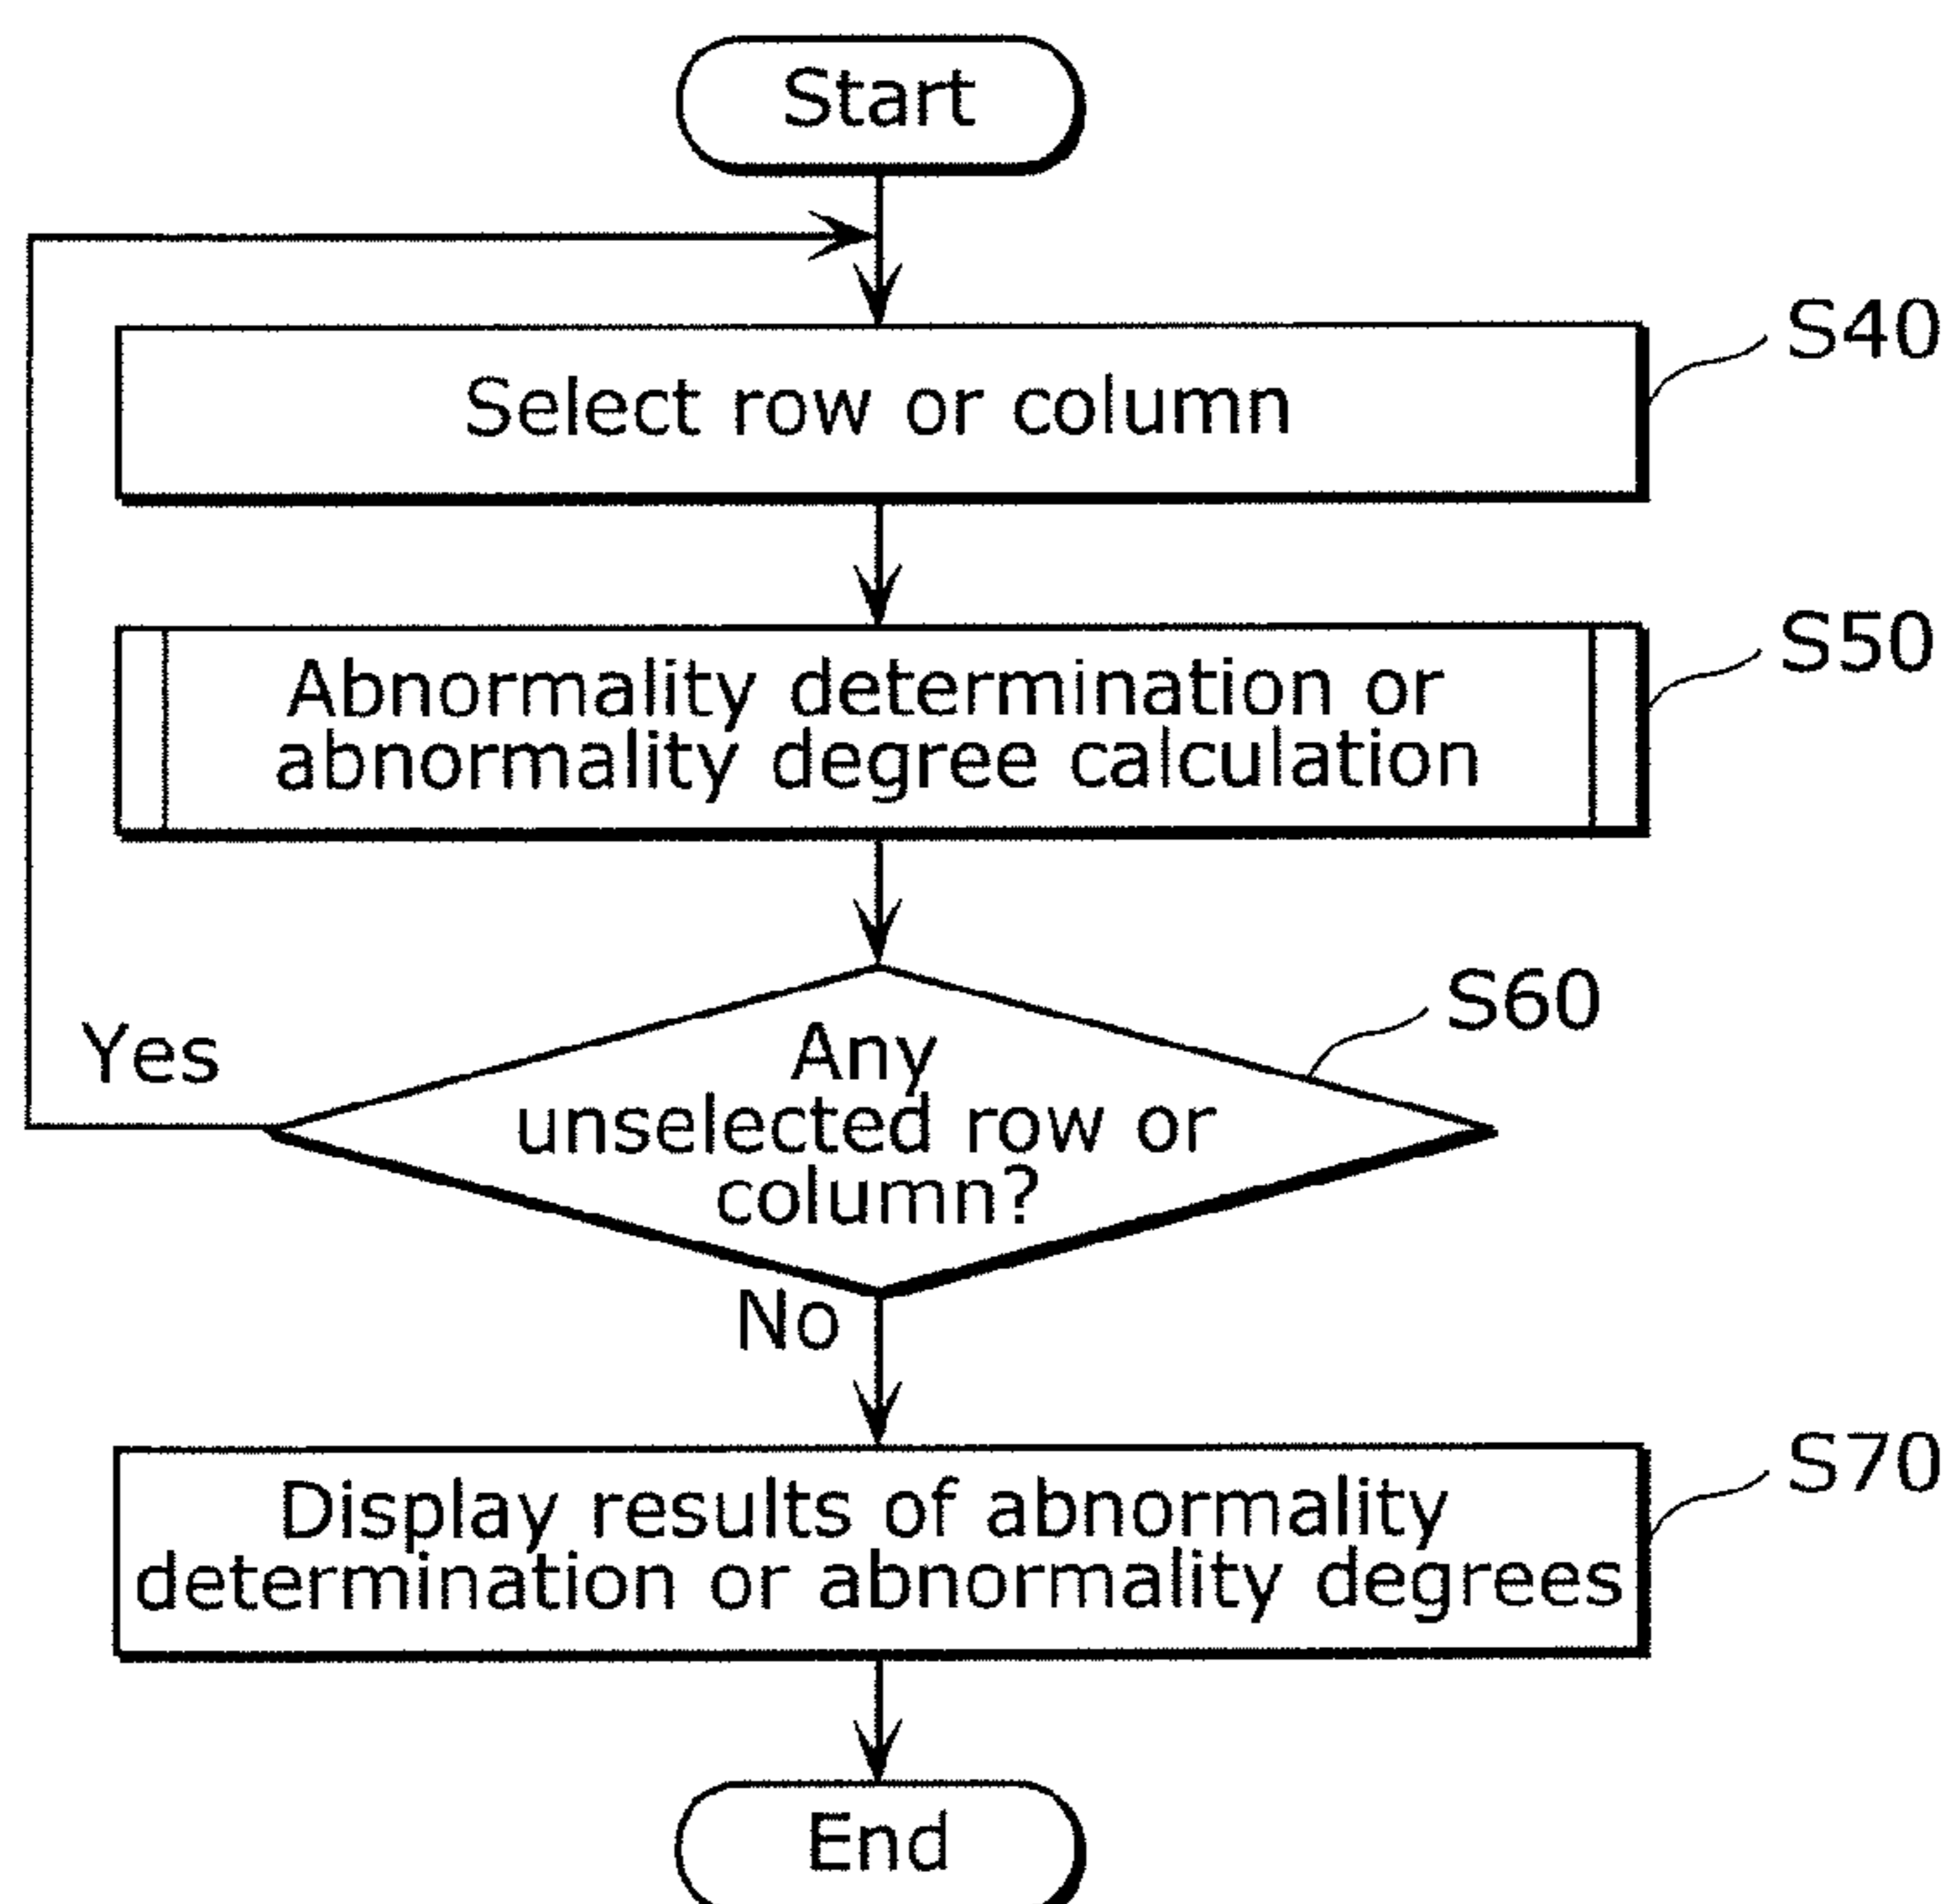 Start
S40
Select row or column
S50
Abnormality determination or
abnormality degree calculation
S60
Yes
Any
unselected row or
column?
No
S70
Display results of abnormality
determination or abnormality degrees
End